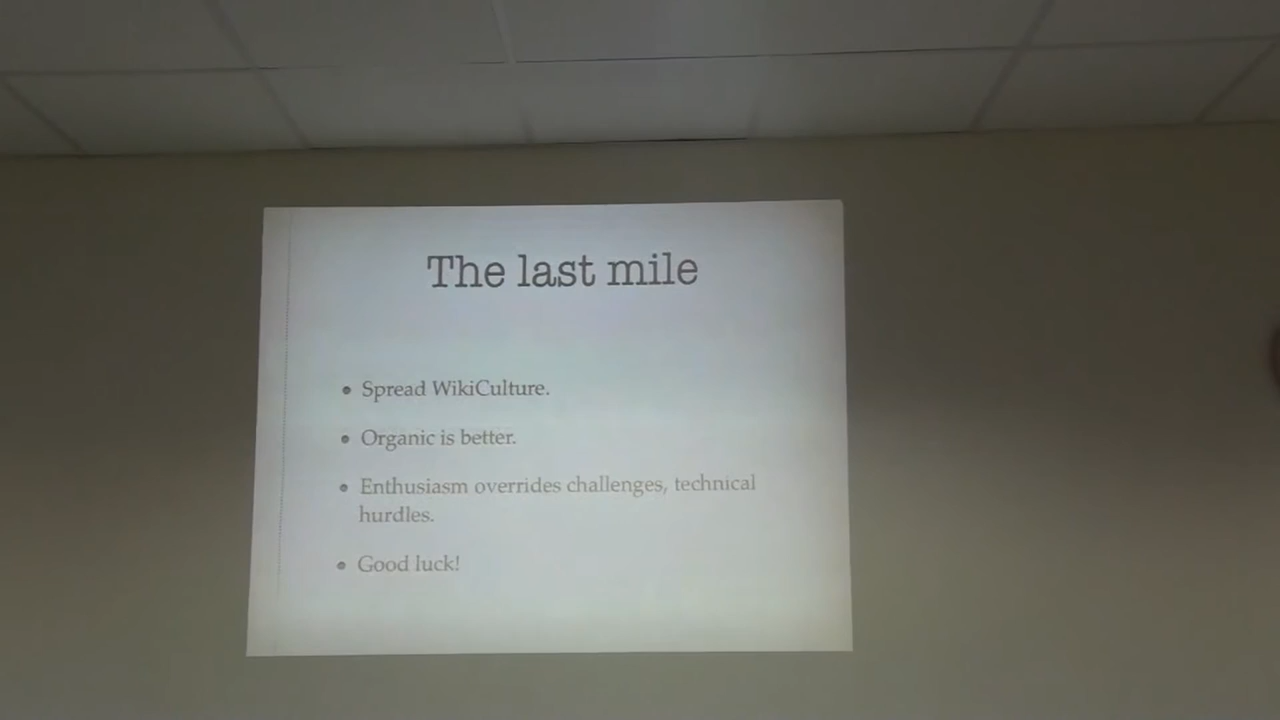 The last mile
• Spread WikiCulture.
• Organic is better.
• Enthusiasm overrides challenges, technical
hurdles.
• Good luck!